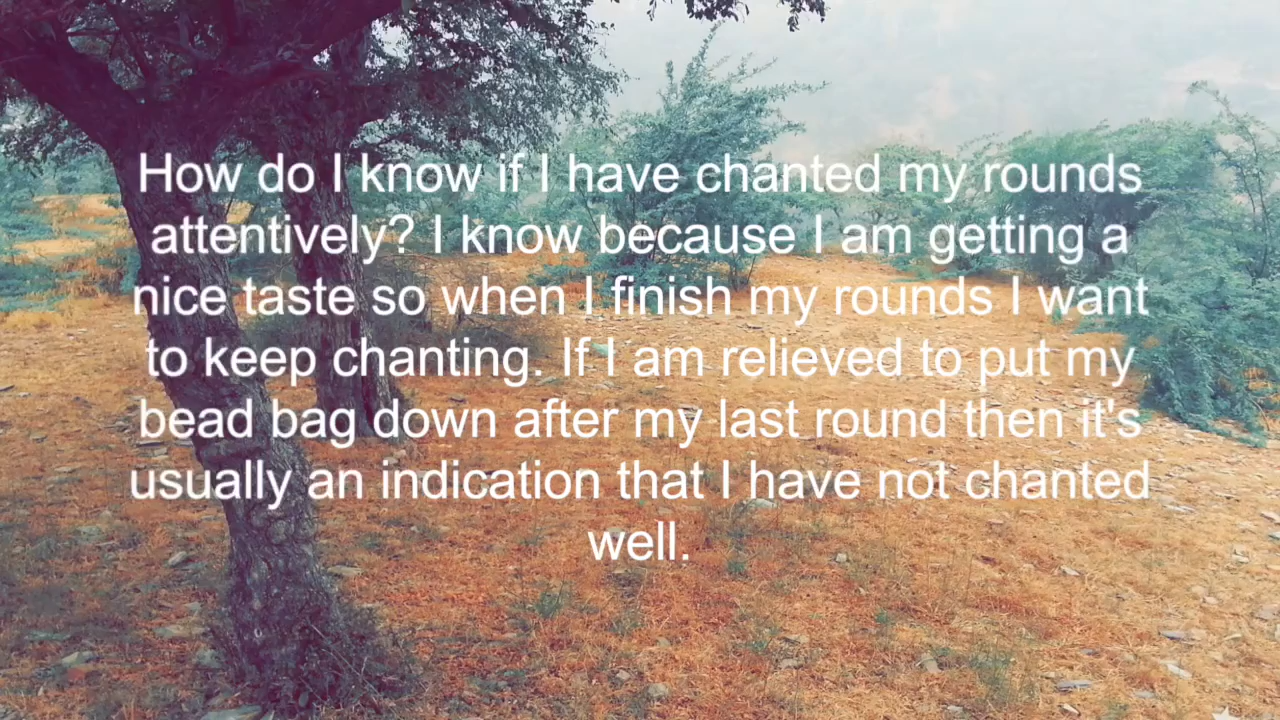 How do I know if I have chanted my rounds
attentively? I know because I am getting a
nice taste so when I finish my rounds I want
to keep chanting. If I am relieved to put my
bead bag down after my last round then it's
usually an indication that I have not chanted
well.